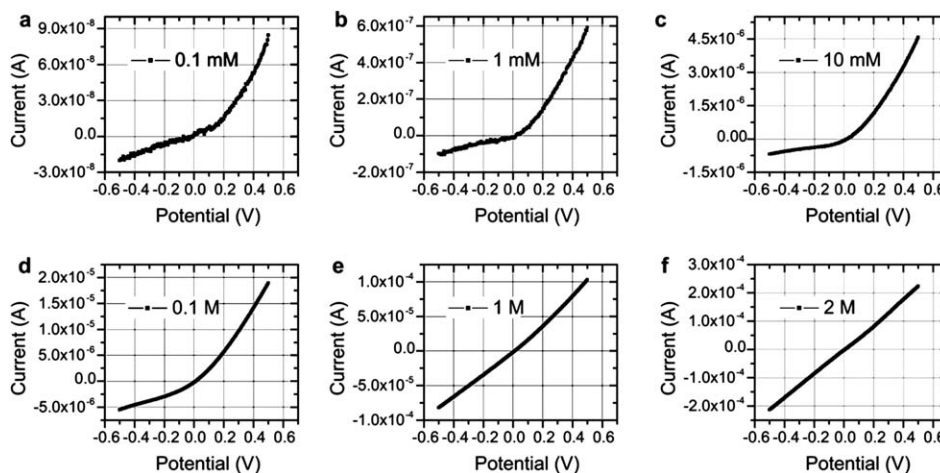 a
9.0x10⁻⁸
6.0x10⁻⁸
3.0x10⁻⁸
0.0
-3.0x10⁻⁸
Current (A)
0.1 mM
-0.6 -0.4 -0.2 0.0 0.2 0.4 0.6
Potential (V)
b
6.0x10⁻⁷
4.0x10⁻⁷
2.0x10⁻⁷
0.0
-2.0x10⁻⁷
Current (A)
1 mM
-0.6 -0.4 -0.2 0.0 0.2 0.4 0.6
Potential (V)
c
4.5x10⁻⁶
3.0x10⁻⁶
1.5x10⁻⁶
0.00
-1.5x10⁻⁶
Current (A)
10 mM
-0.6 -0.4 -0.2 0.0 0.2 0.4 0.6
Potential (V)
d
2.0x10⁻⁵
1.5x10⁻⁵
1.0x10⁻⁵
5.0x10⁻⁶
0.0
-5.0x10⁻⁶
Current (A)
0.1 M
-0.6 -0.4 -0.2 0.0 0.2 0.4 0.6
Potential (V)
e
1.0x10⁻⁴
5.0x10⁻⁵
0.0
-5.0x10⁻⁵
-1.0x10⁻⁴
Current (A)
1 M
-0.6 -0.4 -0.2 0.0 0.2 0.4 0.6
Potential (V)
f
3.0x10⁻⁴
2.0x10⁻⁴
1.0x10⁻⁴
0.0
-1.0x10⁻⁴
-2.0x10⁻⁴
Current (A)
2 M
-0.6 -0.4 -0.2 0.0 0.2 0.4 0.6
Potential (V)